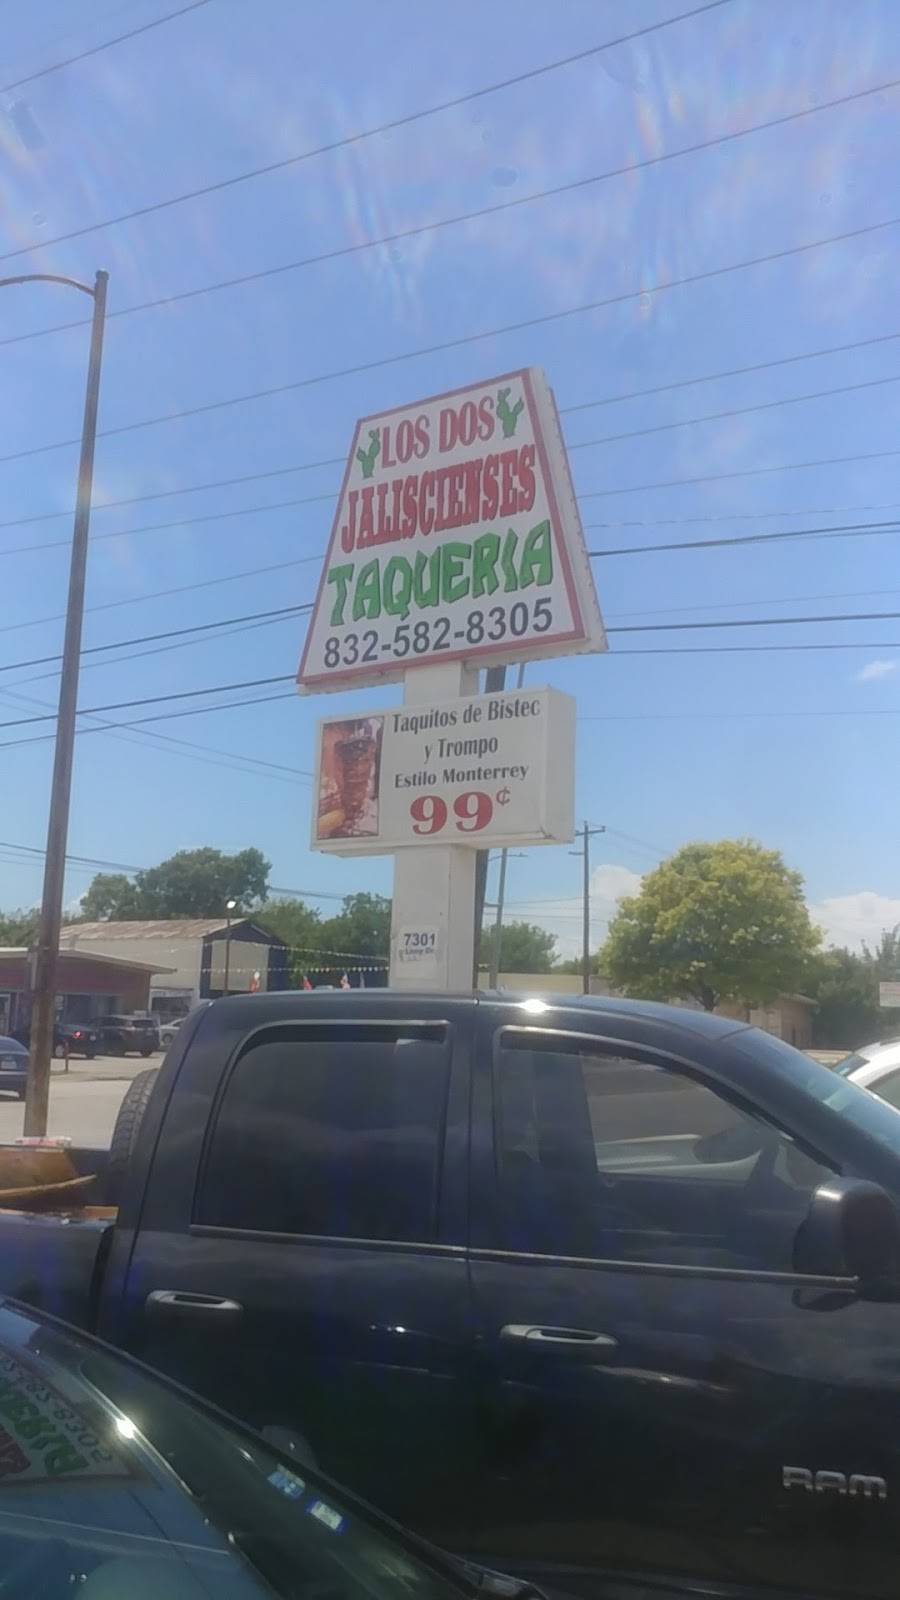 LOS DOS
JALISCIENSES
TAQUERIA
832-582-8305
Taquitos de Bistec
y Trompo
Estilo Monterrey
99¢
7301
RAM